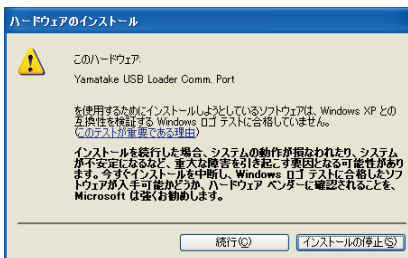 ハードウェアのインストール
このハードウェア:
Yamatake USB Loader Comm. Port
を使用するためにインストールしようとしているソフトウェアは、Windows XP との
互換性を検証する Windows ロゴ テストに合格していません。
(このテストが重要である理由)
インストールを続行した場合、システムの動作が損なわれたり、システム
が不安定になるなど、重大な障害を引き起こす要因となる可能性があり
ます。今すぐインストールを中断し、Windows ロゴ テストに合格したソフ
トウェアが入手可能かどうか、ハードウェア ベンダーに確認されることを、
Microsoft は強くお勧めします。
続行(C)
インストールの停止(S)